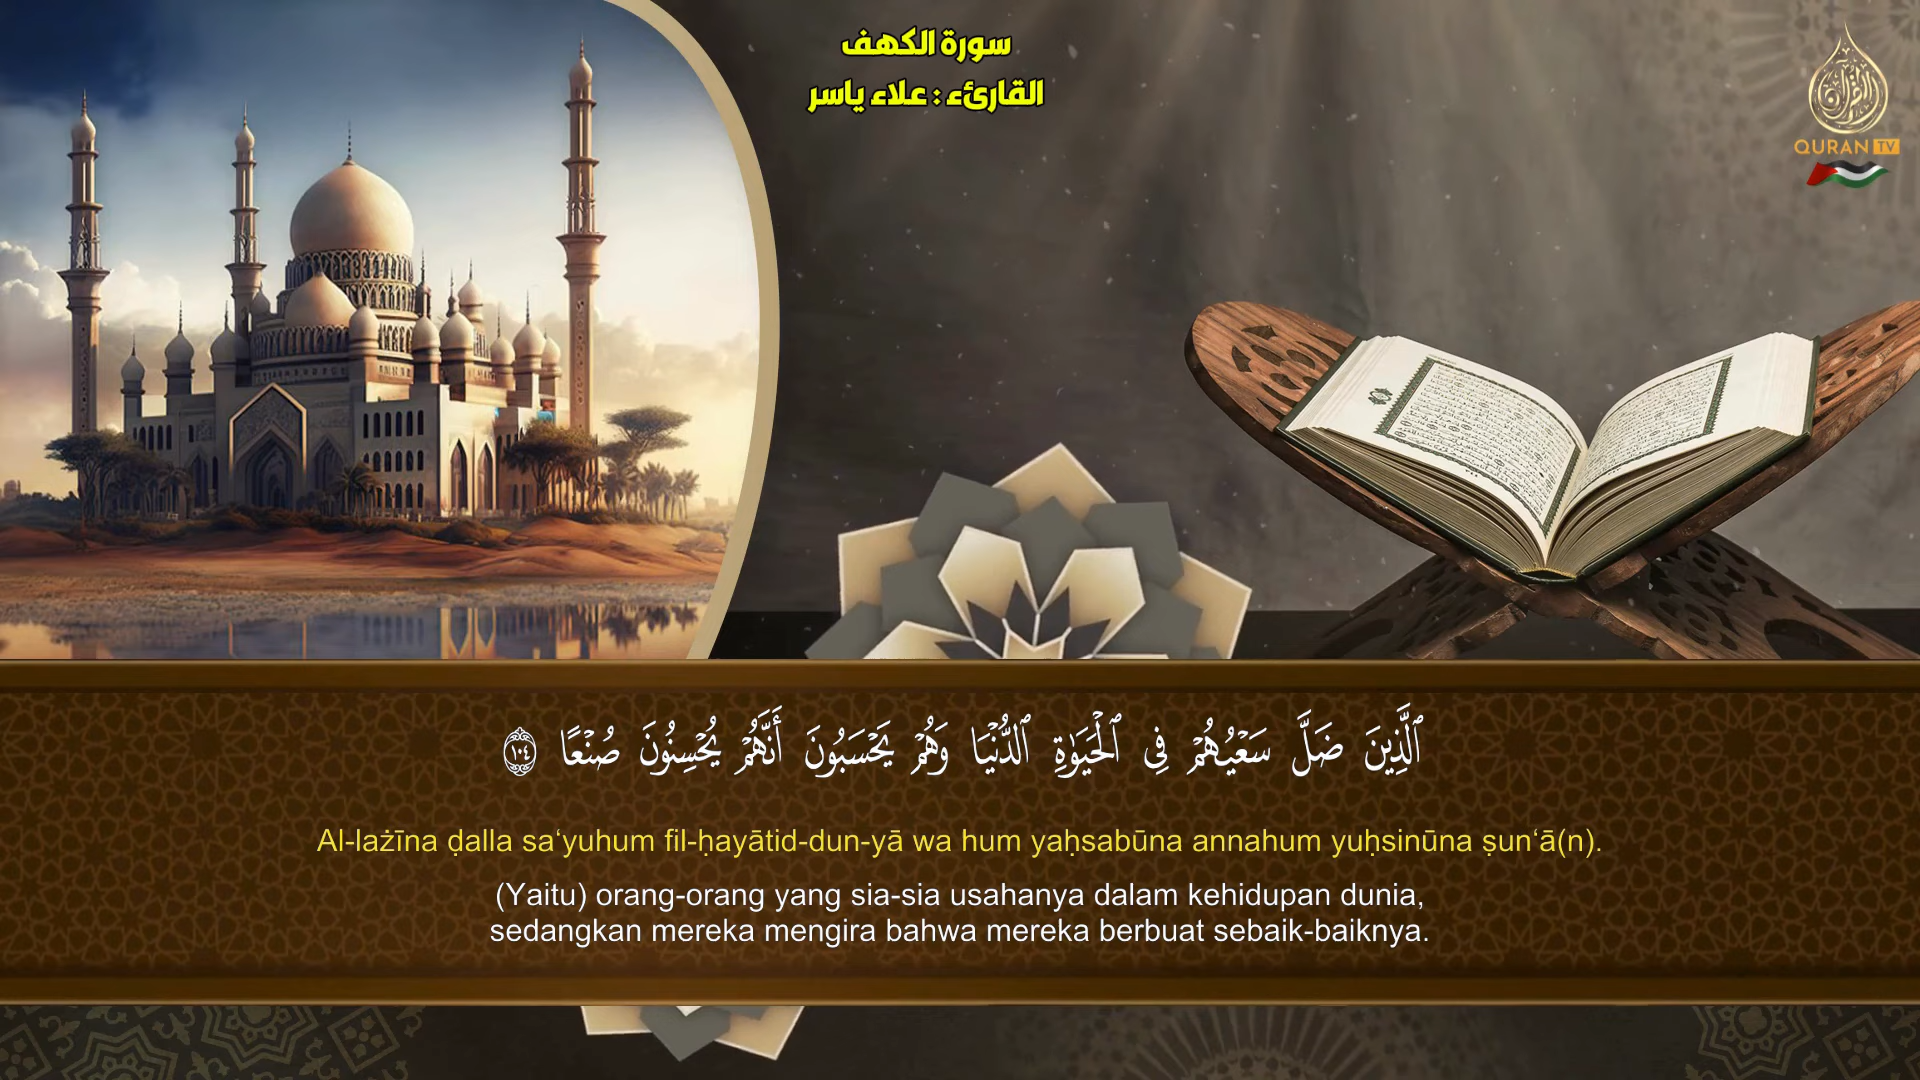 سورة الكهف
القارئء : علاء ياسر
QURAN TV
ٱلَّذِينَ ضَلَّ سَعْيُهُمْ فِى ٱلْحَيَوٰةِ ٱلدُّنْيَا وَهُمْ يَحْسَبُونَ أَنَّهُمْ يُحْسِنُونَ صُنْعًا ١٠٤
Al-lażīna ḍalla sa‘yuhum fil-ḥayātid-dun-yā wa hum yaḥsabūna annahum yuḥsinūna ṣun‘ā(n).
(Yaitu) orang-orang yang sia-sia usahanya dalam kehidupan dunia,
sedangkan mereka mengira bahwa mereka berbuat sebaik-baiknya.